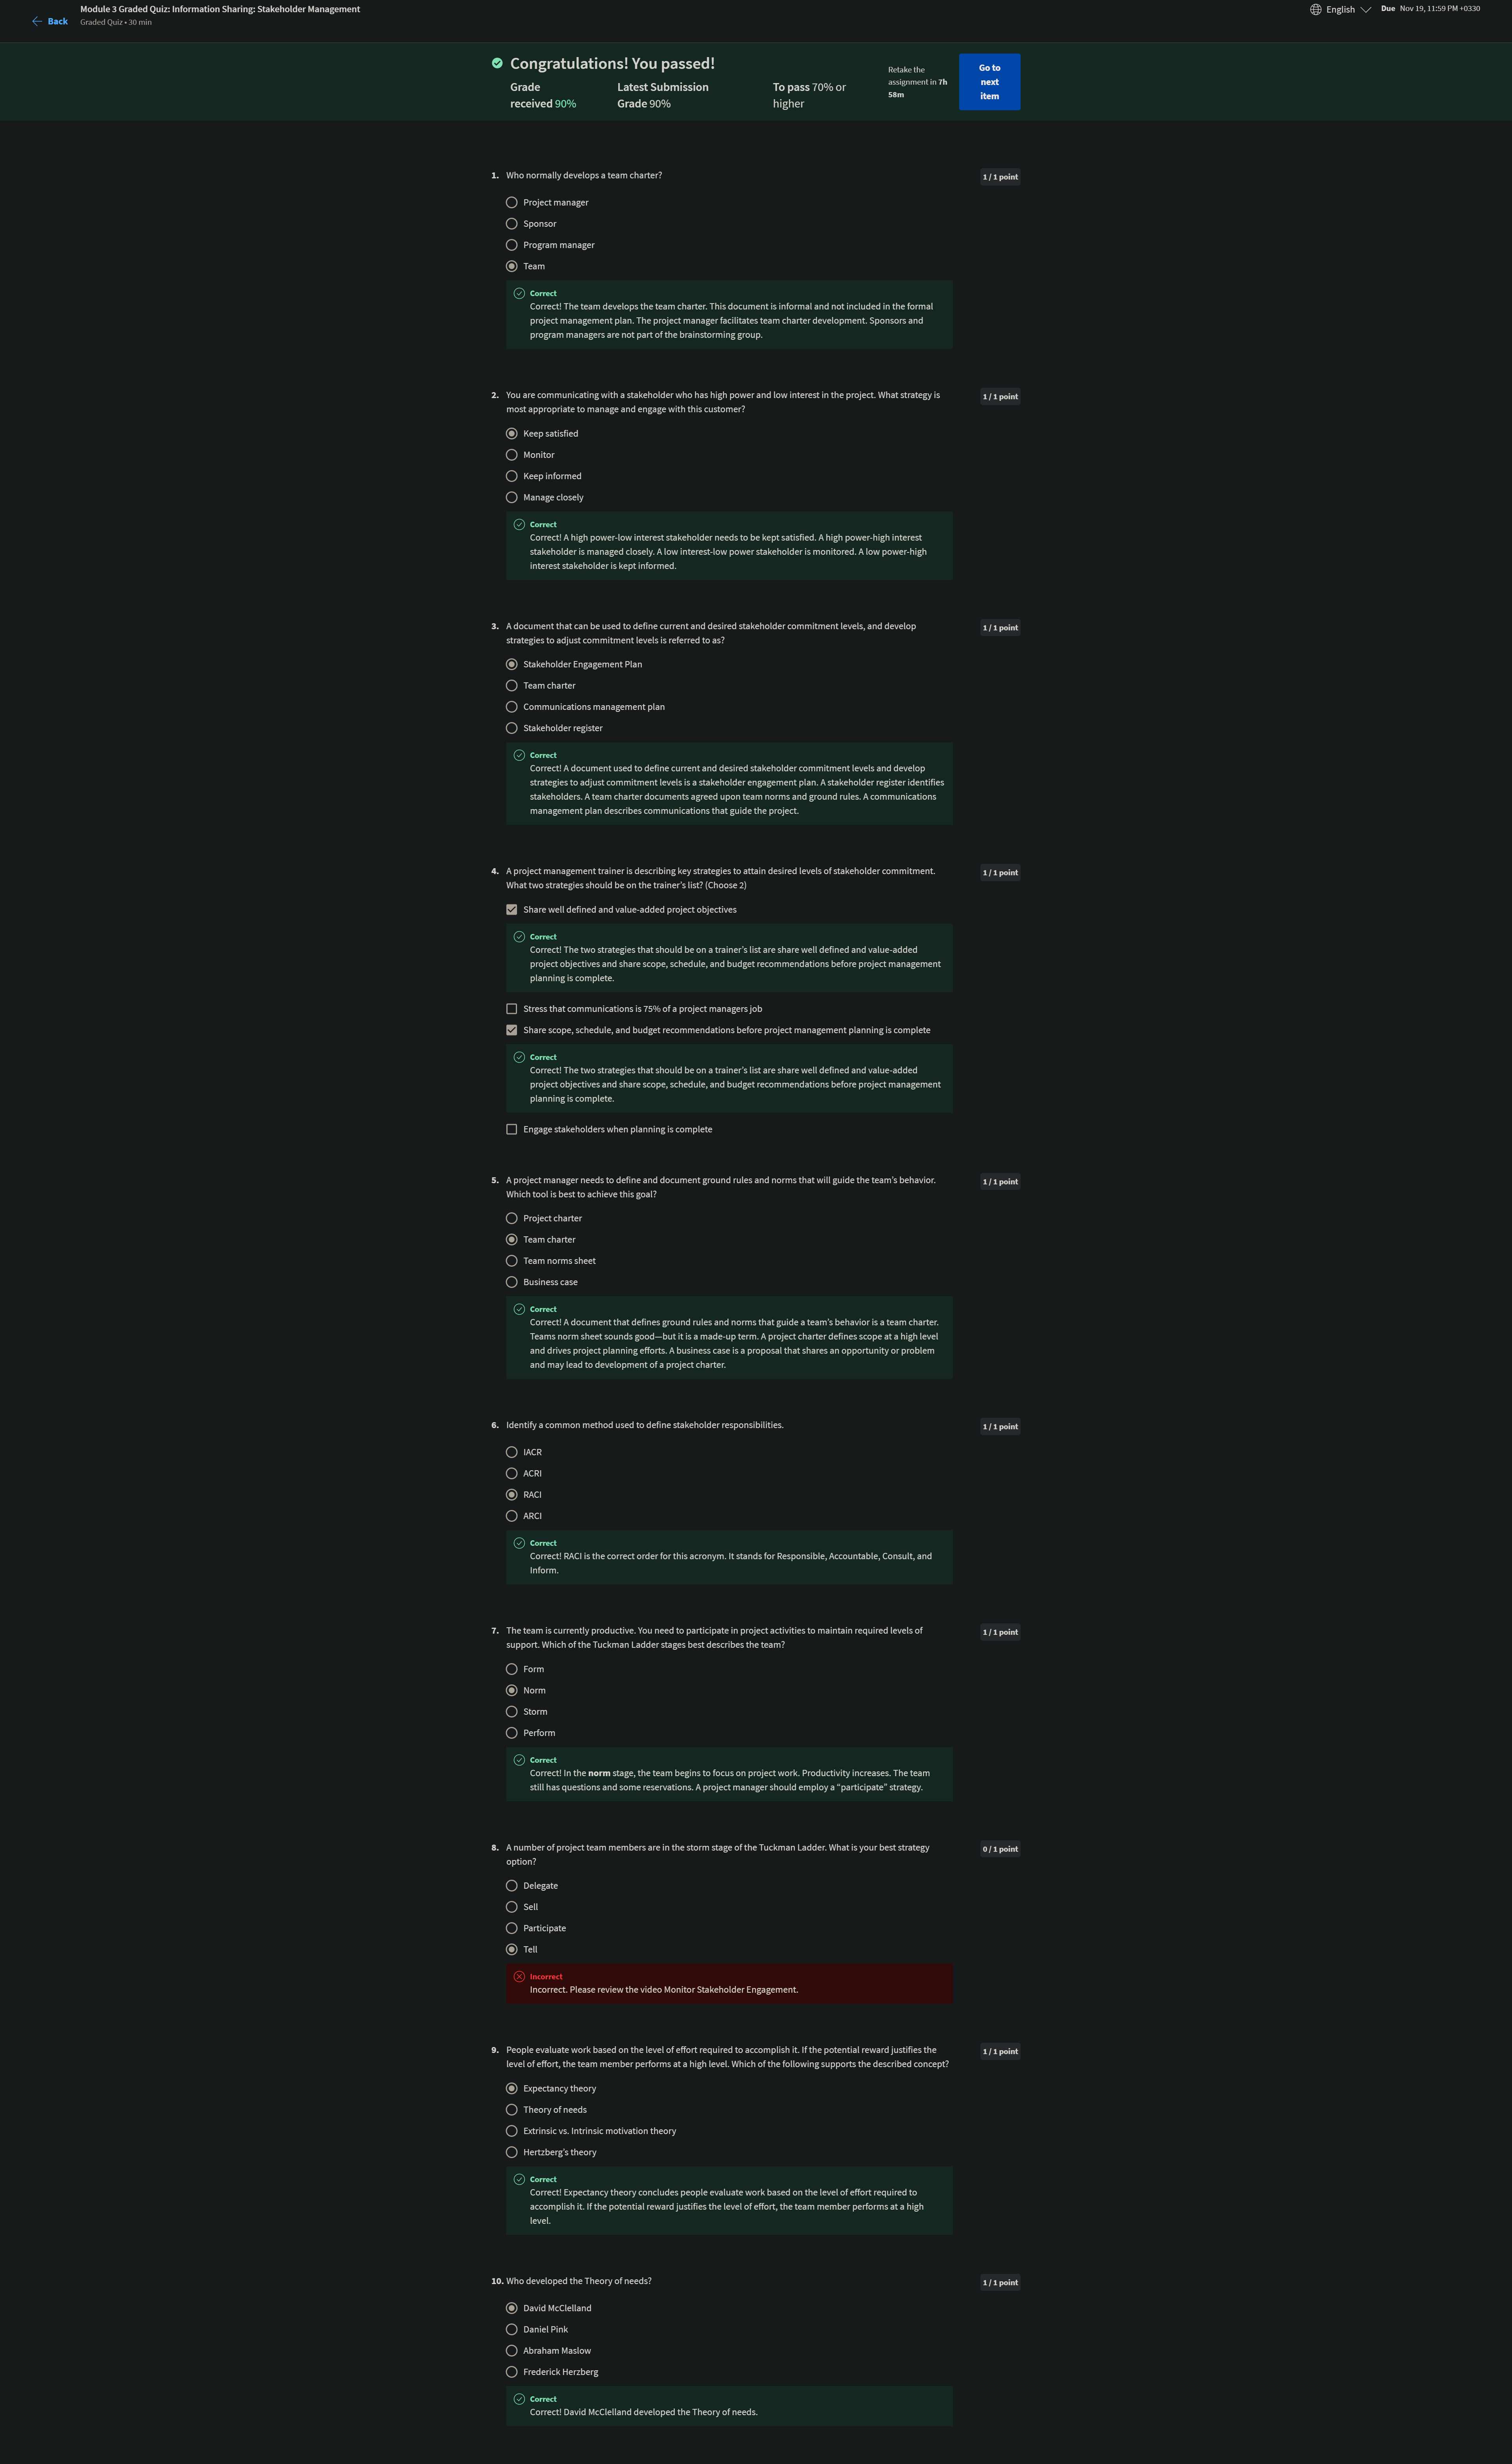 Back
Module 3 Graded Quiz: Information Sharing: Stakeholder Management
Graded Quiz • 30 min
English
Due Nov 19, 11:59 PM +0330
Congratulations! You passed!
Grade
received 90%
Latest Submission
Grade 90%
To pass 70% or
higher
Retake the
assignment in 7h
58m
Go to
next
item
1. Who normally develops a team charter?
1 / 1 point
Project manager
Sponsor
Program manager
Team
Correct
Correct! The team develops the team charter. This document is informal and not included in the formal
project management plan. The project manager facilitates team charter development. Sponsors and
program managers are not part of the brainstorming group.
2. You are communicating with a stakeholder who has high power and low interest in the project. What strategy is
most appropriate to manage and engage with this customer?
1 / 1 point
Keep satisfied
Monitor
Keep informed
Manage closely
Correct
Correct! A high power-low interest stakeholder needs to be kept satisfied. A high power-high interest
stakeholder is managed closely. A low interest-low power stakeholder is monitored. A low power-high
interest stakeholder is kept informed.
3. A document that can be used to define current and desired stakeholder commitment levels, and develop
strategies to adjust commitment levels is referred to as?
1 / 1 point
Stakeholder Engagement Plan
Team charter
Communications management plan
Stakeholder register
Correct
Correct! A document used to define current and desired stakeholder commitment levels and develop
strategies to adjust commitment levels is a stakeholder engagement plan. A stakeholder register identifies
stakeholders. A team charter documents agreed upon team norms and ground rules. A communications
management plan describes communications that guide the project.
4. A project management trainer is describing key strategies to attain desired levels of stakeholder commitment.
What two strategies should be on the trainer's list? (Choose 2)
1 / 1 point
Share well defined and value-added project objectives
Correct
Correct! The two strategies that should be on a trainer's list are share well defined and value-added
project objectives and share scope, schedule, and budget recommendations before project management
planning is complete.
Stress that communications is 75% of a project managers job
Share scope, schedule, and budget recommendations before project management planning is complete
Correct
Correct! The two strategies that should be on a trainer's list are share well defined and value-added
project objectives and share scope, schedule, and budget recommendations before project management
planning is complete.
Engage stakeholders when planning is complete
5. A project manager needs to define and document ground rules and norms that will guide the team's behavior.
Which tool is best to achieve this goal?
1 / 1 point
Project charter
Team charter
Team norms sheet
Business case
Correct
Correct! A document that defines ground rules and norms that guide a team's behavior is a team charter.
Teams norm sheet sounds good—but it is a made-up term. A project charter defines scope at a high level
and drives project planning efforts. A business case is a proposal that shares an opportunity or problem
and may lead to development of a project charter.
6. Identify a common method used to define stakeholder responsibilities.
1 / 1 point
IACR
ACRI
RACI
ARCI
Correct
Correct! RACI is the correct order for this acronym. It stands for Responsible, Accountable, Consult, and
Inform.
7. The team is currently productive. You need to participate in project activities to maintain required levels of
support. Which of the Tuckman Ladder stages best describes the team?
1 / 1 point
Form
Norm
Storm
Perform
Correct
Correct! In the norm stage, the team begins to focus on project work. Productivity increases. The team
still has questions and some reservations. A project manager should employ a “participate” strategy.
8. A number of project team members are in the storm stage of the Tuckman Ladder. What is your best strategy
option?
0 / 1 point
Delegate
Sell
Participate
Tell
Incorrect
Incorrect. Please review the video Monitor Stakeholder Engagement.
9. People evaluate work based on the level of effort required to accomplish it. If the potential reward justifies the
level of effort, the team member performs at a high level. Which of the following supports the described concept?
1 / 1 point
Expectancy theory
Theory of needs
Extrinsic vs. Intrinsic motivation theory
Hertzberg's theory
Correct
Correct! Expectancy theory concludes people evaluate work based on the level of effort required to
accomplish it. If the potential reward justifies the level of effort, the team member performs at a high
level.
10. Who developed the Theory of needs?
1 / 1 point
David McClelland
Daniel Pink
Abraham Maslow
Frederick Herzberg
Correct
Correct! David McClelland developed the Theory of needs.